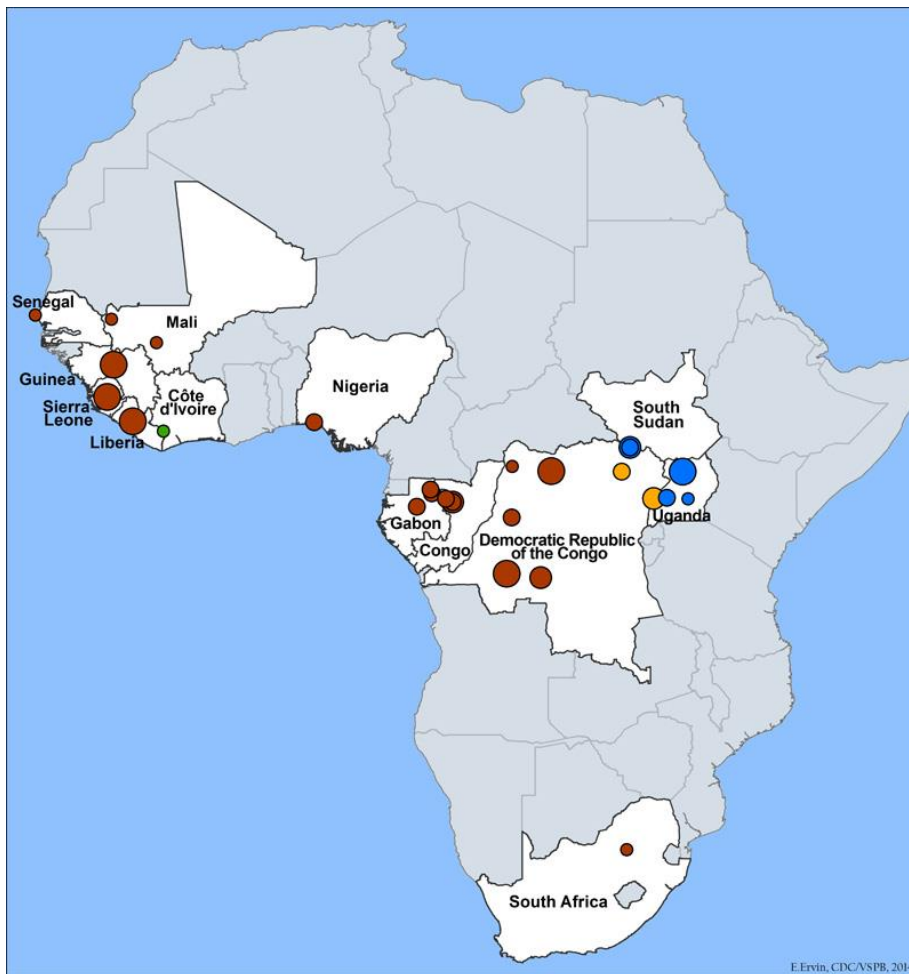 Senegal
Mali
Guinea
Sierra
Leone
Côte
d'Ivoire
Liberia
Nigeria
South
Sudan
Gabon
Congo
Democratic Republic
of the Congo
Uganda
South Africa
E.Ervin, CDC/VSPB,